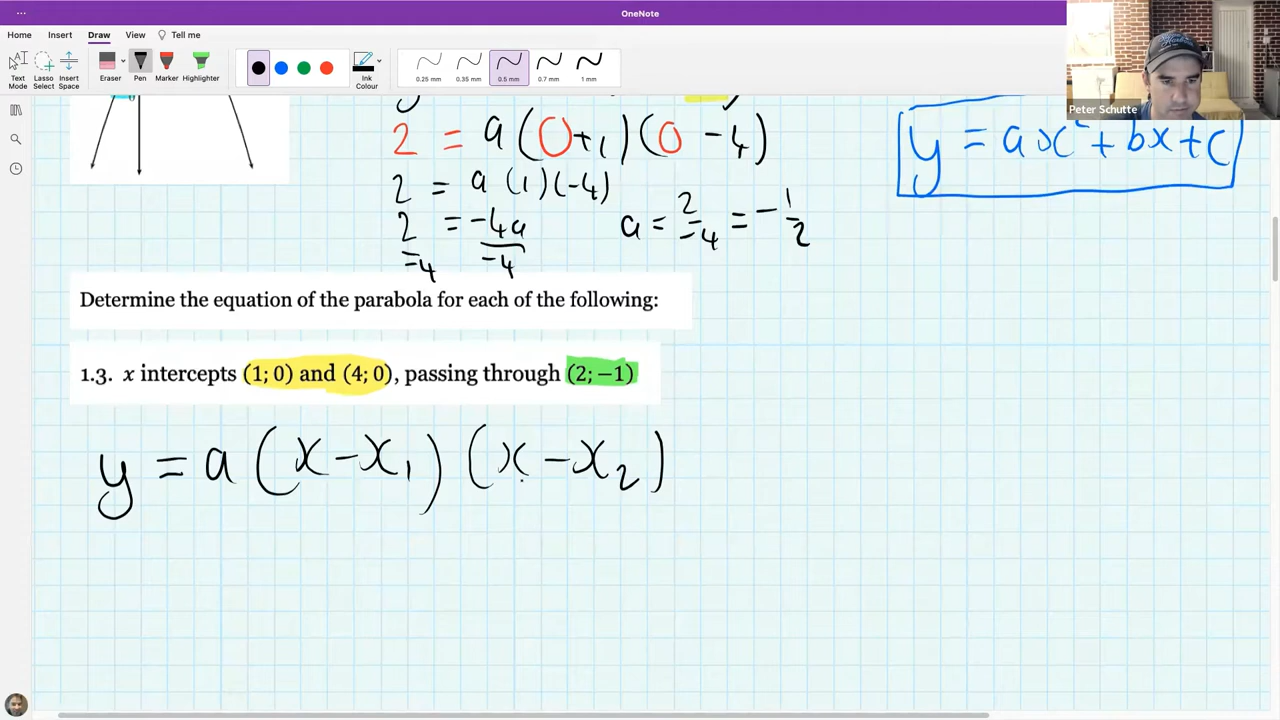 OneNote
Home Insert Draw View Tell me
Text Mode Lasso Select Insert Space Eraser Pen Marker Highlighter Ink Colour 0.25 mm 0.35 mm 0.5 mm 0.7 mm 1 mm
Peter Schutte
2 = a(0+1)(0-4)
y = ax² + bx + c
2 = a(1)(-4)
2/-4 = -4a/-4 a = 2/-4 = -1/2
Determine the equation of the parabola for each of the following:
1.3. x intercepts (1; 0) and (4; 0), passing through (2; −1)
y = a(x-x₁)(x-x₂)